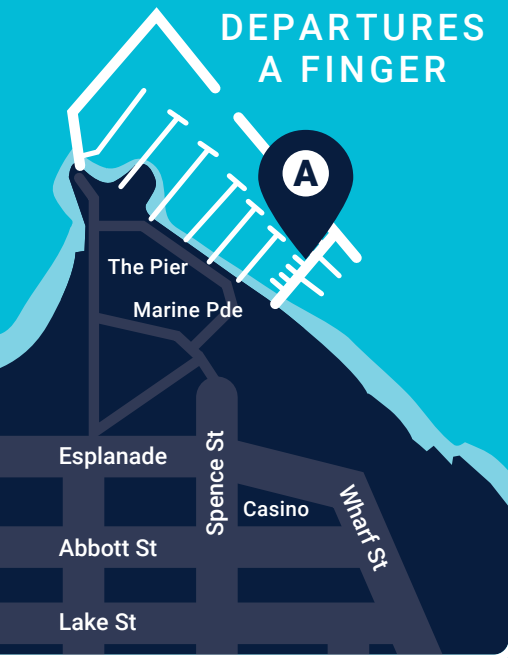 DEPARTURES
A FINGER
A
The Pier
Marine Pde
Esplanade
Spence St
Casino
Wharf St
Abbott St
Lake St